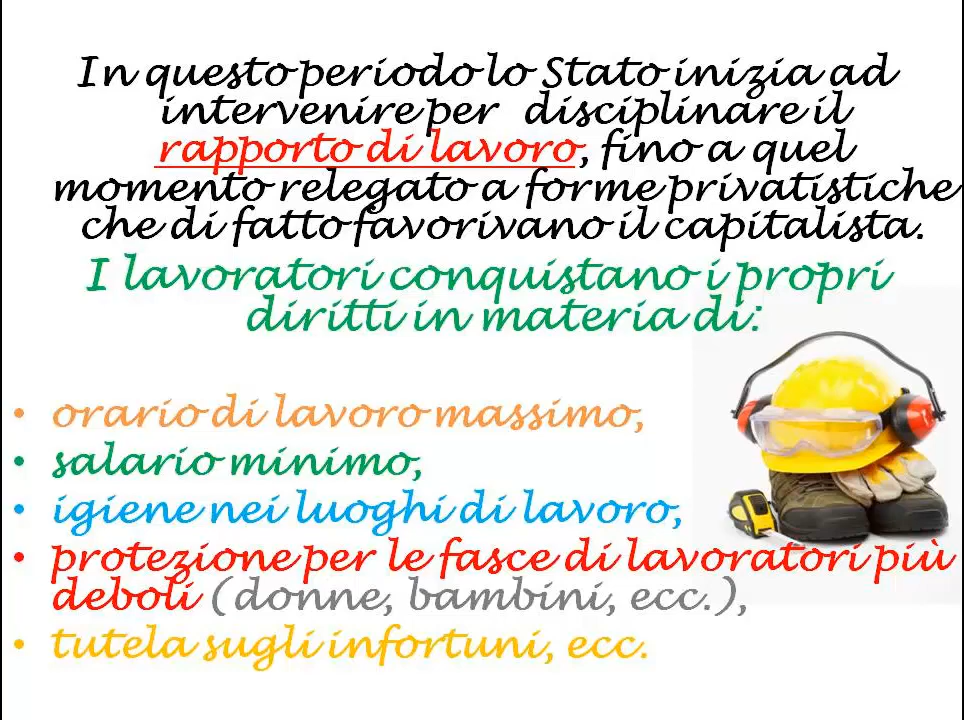 In questo periodo lo Stato inizia ad
intervenire per disciplinare il
rapporto di lavoro, fino a quel
momento relegato a forme privatistiche
che di fatto favorivano il capitalista.
I lavoratori conquistano i propri
diritti in materia di:
• orario di lavoro massimo,
• salario minimo,
• igiene nei luoghi di lavoro,
• protezione per le fasce di lavoratori più
deboli (donne, bambini, ecc.),
• tutela sugli infortuni, ecc.